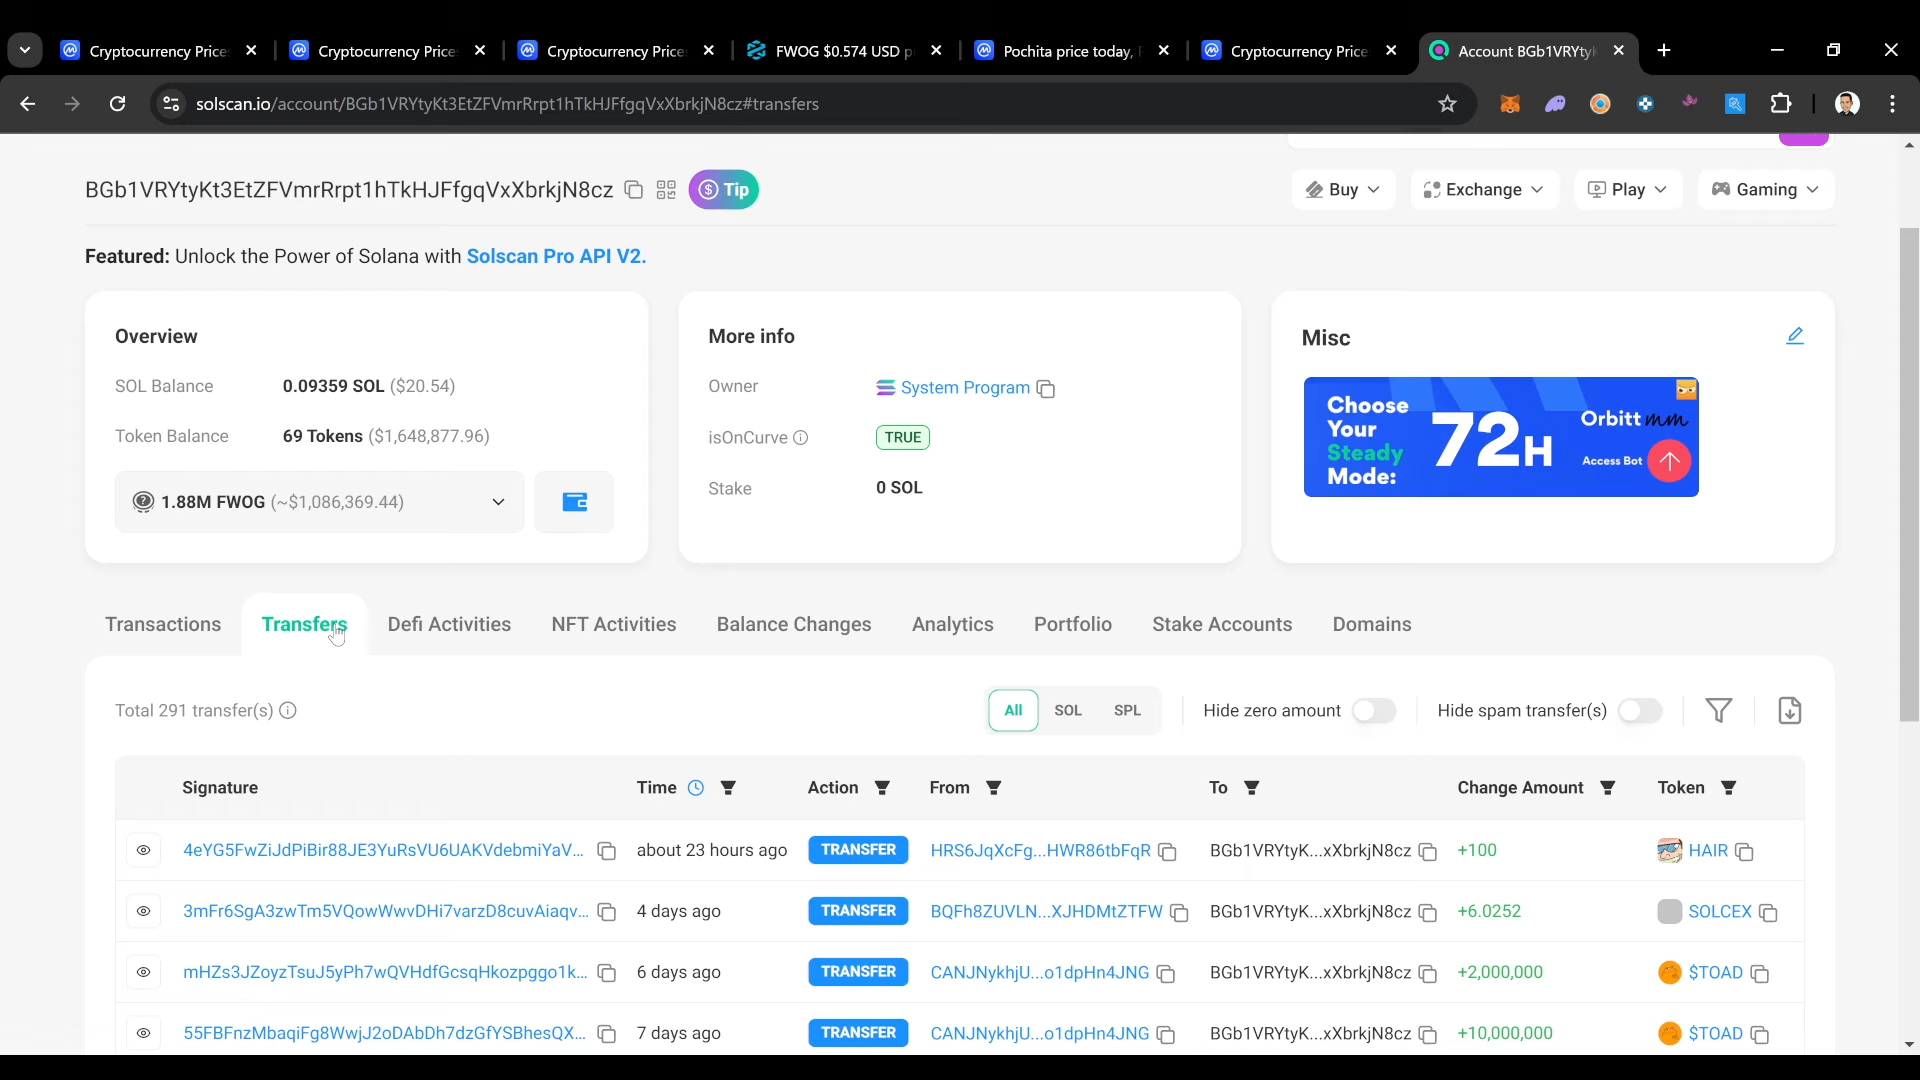 Cryptocurrency Price
Cryptocurrency Price
Cryptocurrency Price
FWOG $0.574 USD p
Pochita price today, P
Cryptocurrency Price
Account BGb1VRYtyK
solscan.io/account/BGb1VRYtyKt3EtZFVmrRrpt1hTkHJFfgqVxXbrkjN8cz#transfers
BGb1VRYtyKt3EtZFVmrRrpt1hTkHJFfgqVxXbrkjN8cz
Tip
Buy
Exchange
Play
Gaming
Featured: Unlock the Power of Solana with Solscan Pro API V2.
Overview
SOL Balance 0.09359 SOL ($20.54)
Token Balance 69 Tokens ($1,648,877.96)
1.88M FWOG (~$1,086,369.44)
More info
Owner System Program
isOnCurve TRUE
Stake 0 SOL
Misc
Choose
Your
Steady
Mode:
72H
Orbitt mm
Access Bot
Transactions Transfers Defi Activities NFT Activities Balance Changes Analytics Portfolio Stake Accounts Domains
Total 291 transfer(s) All SOL SPL Hide zero amount Hide spam transfer(s)
Signature Time Action From To Change Amount Token
4eYG5FwZiJdPiBir88JE3YuRsVU6UAKVdebmiYaV... about 23 hours ago TRANSFER HRS6JqXcFg...HWR86tbFqR BGb1VRYtyK...xXbrkjN8cz +100 HAIR
3mFr6SgA3zwTm5VQowWwvDHi7varzD8cuvAiaqv... 4 days ago TRANSFER BQFh8ZUVLN...XJHDMtZTFW BGb1VRYtyK...xXbrkjN8cz +6.0252 SOLCEX
mHZs3JZoyzTsuJ5yPh7wQVHdfGcsqHkozpggo1k... 6 days ago TRANSFER CANJNykhjU...o1dpHn4JNG BGb1VRYtyK...xXbrkjN8cz +2,000,000 $TOAD
55FBFnzMbaqiFg8WwjJ2oDAbDh7dzGfYSBhesQX... 7 days ago TRANSFER CANJNykhjU...o1dpHn4JNG BGb1VRYtyK...xXbrkjN8cz +10,000,000 $TOAD